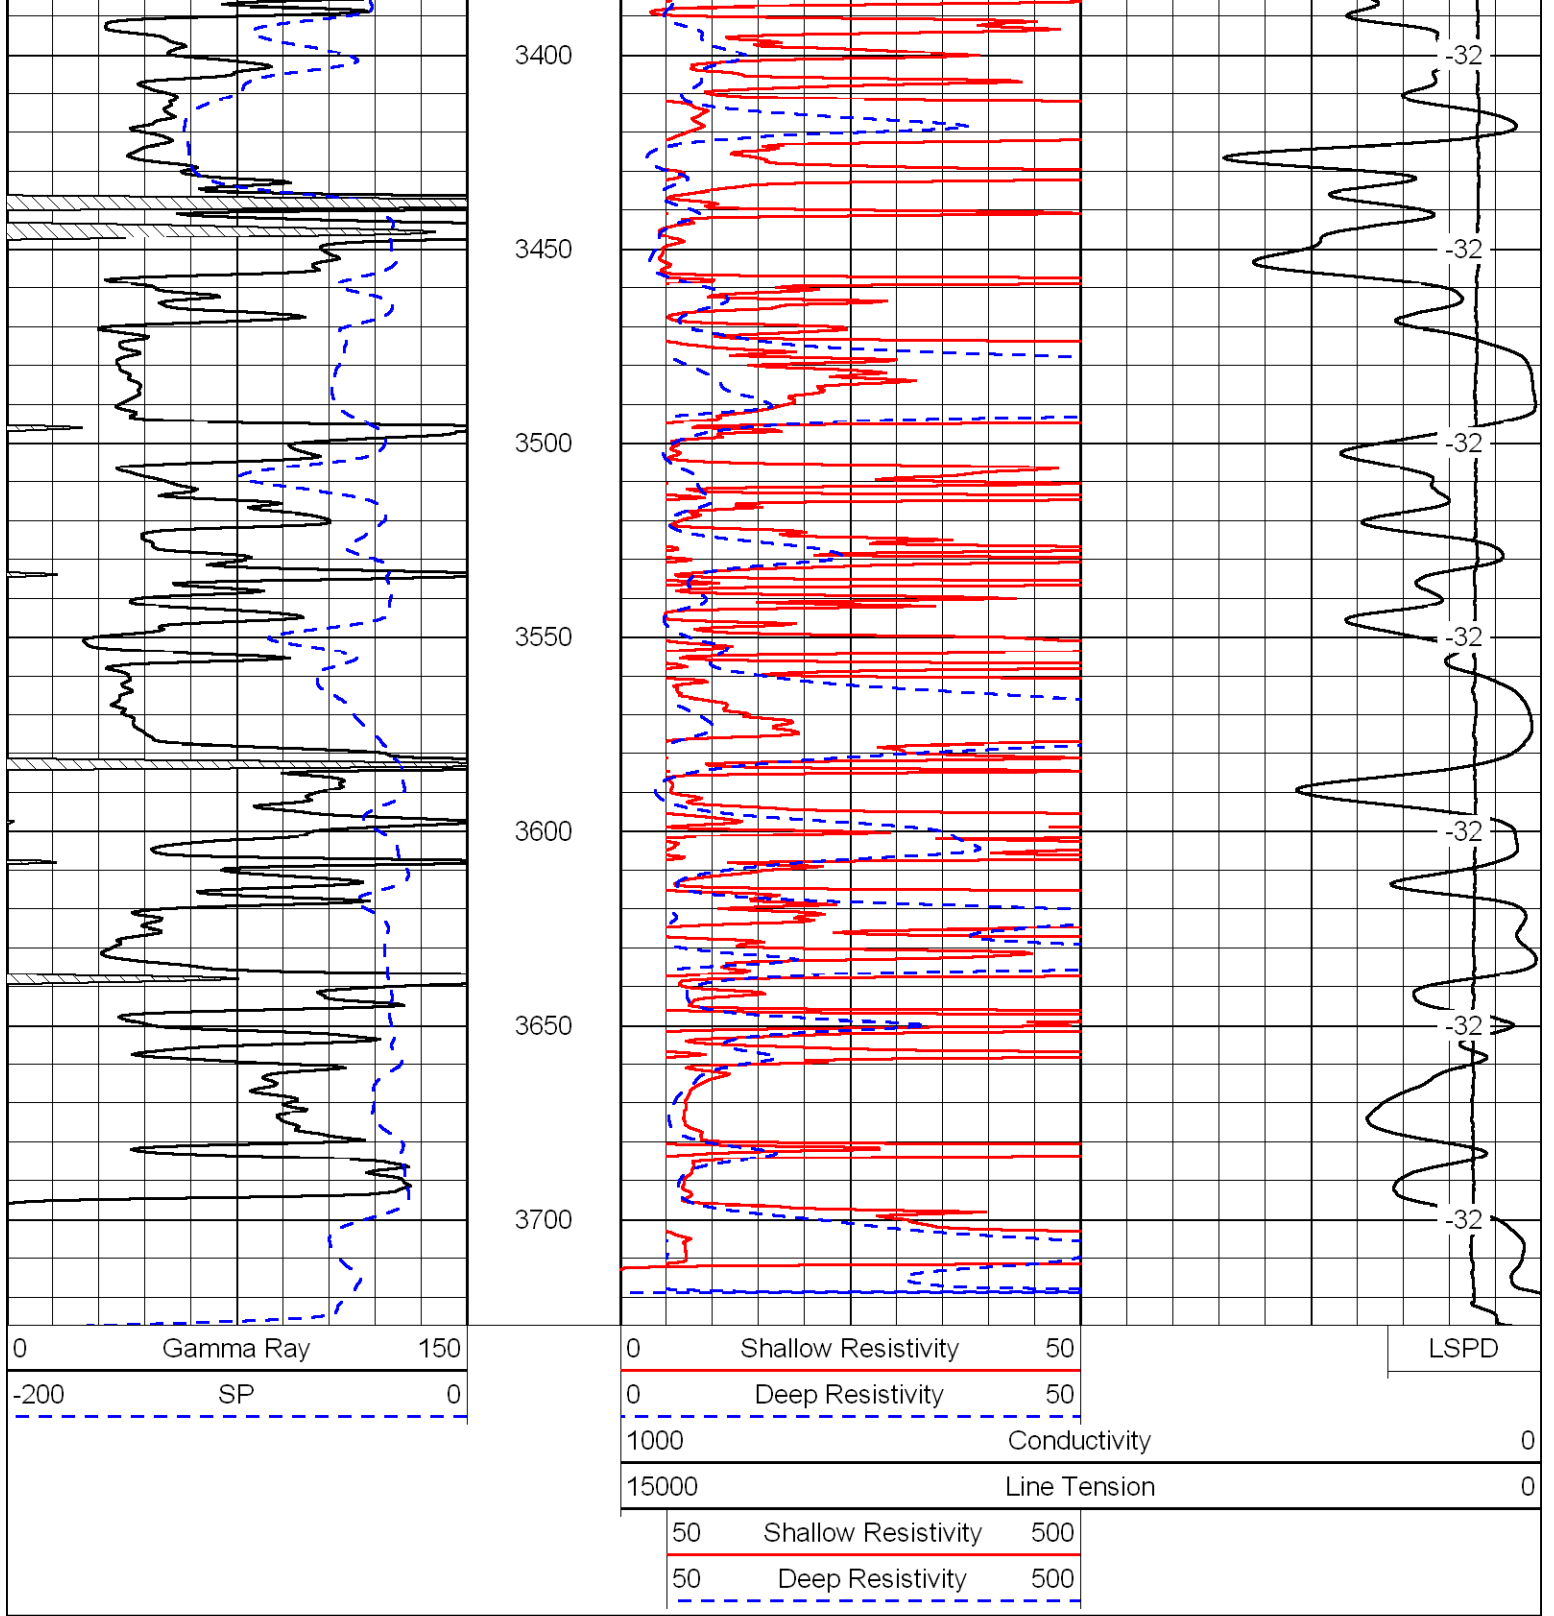 3400 -32
3450 -32
3500 -32
3550 -32
3600 -32
3650 -32
3700 -32
0 Gamma Ray 150 0 Shallow Resistivity 50 LSPD
-200 SP 0 0 Deep Resistivity 50
1000 Conductivity 0
15000 Line Tension 0
50 Shallow Resistivity 500
50 Deep Resistivity 500